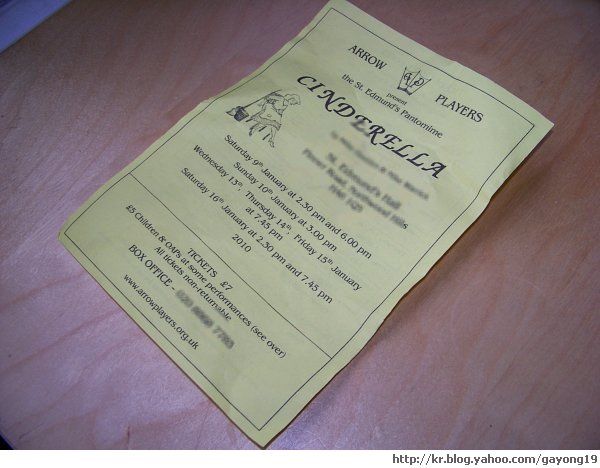 ARROW PLAYERS
present
the St. Edmund's Pantomime
CINDERELLA
St. Edmund's Hall
Northwood Hills
Saturday 9th January at 2.30 pm and 6.00 pm
Sunday 10th January at 3.00 pm
Wednesday 13th, Thursday 14th, Friday 15th January
at 7.45 pm
Saturday 16th January at 2.30 pm and 7.45 pm
2010
TICKETS £7
£5 Children & OAPs at some performances (see over)
All tickets non-returnable
BOX OFFICE -
www.arrowplayers.org.uk
http://kr.blog.yahoo.com/gayong19